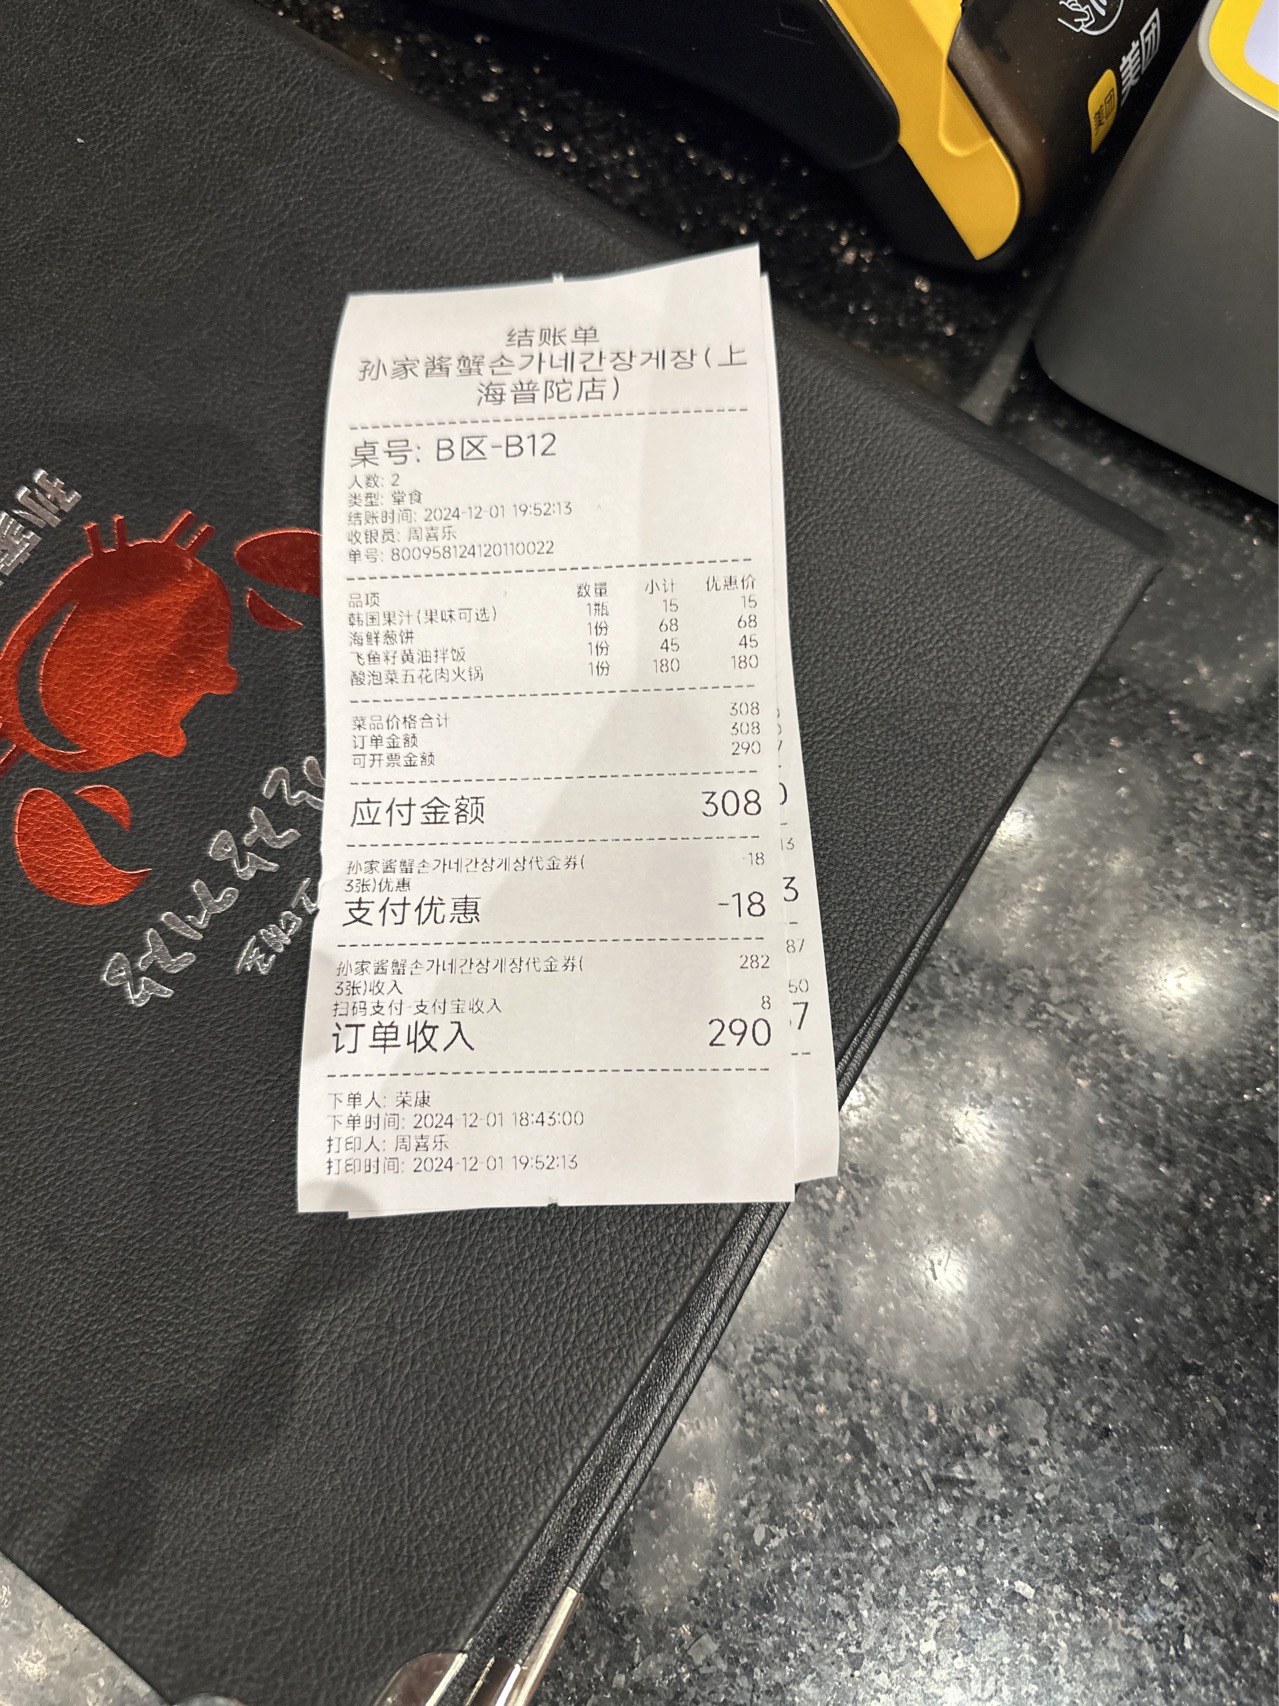 美团
美团
结账单
孙家酱蟹손가네간장게장(上
海普陀店)
桌号: B区-B12
人数: 2
类型: 堂食
结账时间: 2024-12-01 19:52:13
收银员: 周喜乐
单号: 800958124120110022
品项 数量 小计 优惠价
韩国果汁(果味可选) 1瓶 15 15
海鲜葱饼 1份 68 68
飞鱼籽黄油拌饭 1份 45 45
酸泡菜五花肉火锅 1份 180 180
菜品价格合计 308
订单金额 308
可开票金额 290
应付金额 308
孙家酱蟹손가네간장게장代金券( -18
3张)优惠
支付优惠 -18
孙家酱蟹손가네간장게장代金券( 282
3张)收入
扫码支付-支付宝收入 8
订单收入 290
下单人: 荣康
下单时间: 2024-12-01 18:43:00
打印人: 周喜乐
打印时间: 2024-12-01 19:52:13
13
3
87
50
7